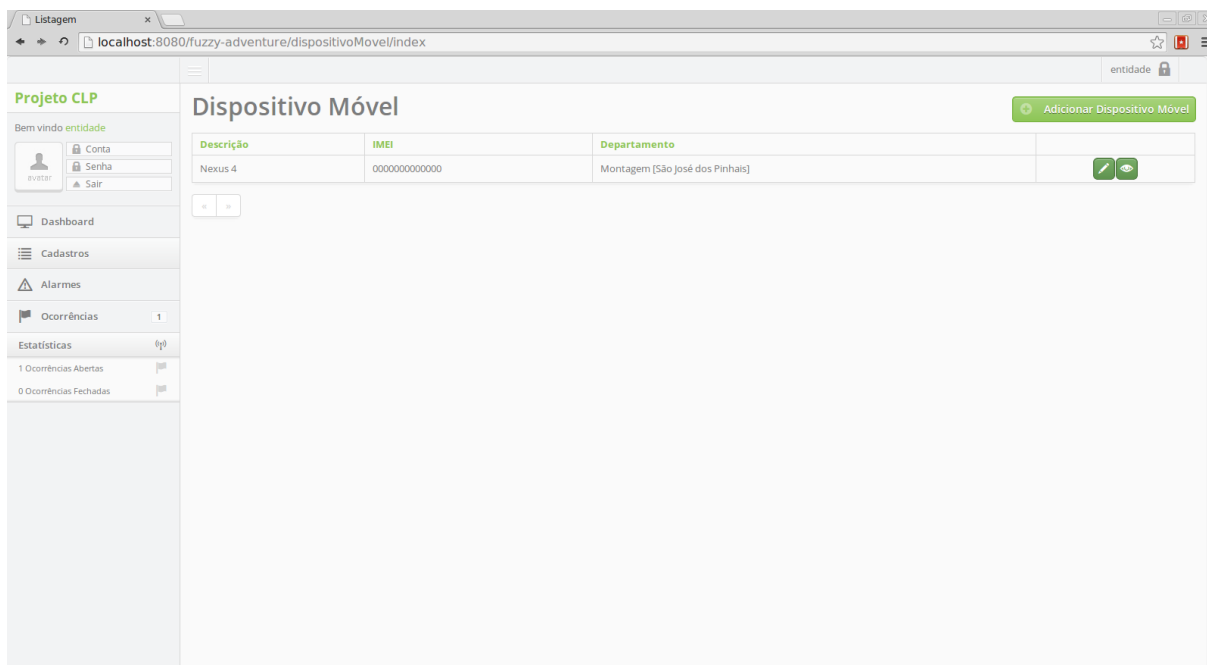 Listagem
localhost:8080/fuzzy-adventure/dispositivoMovel/index
entidade
Projeto CLP
Bem vindo entidade
avatar
Conta
Senha
Sair
Dashboard
Cadastros
Alarmes
Ocorrências 1
Estatísticas
1 Ocorrências Abertas
0 Ocorrências Fechadas
Dispositivo Móvel
Adicionar Dispositivo Móvel
Descrição IMEI Departamento
Nexus 4 0000000000000 Montagem [São José dos Pinhais]
« »